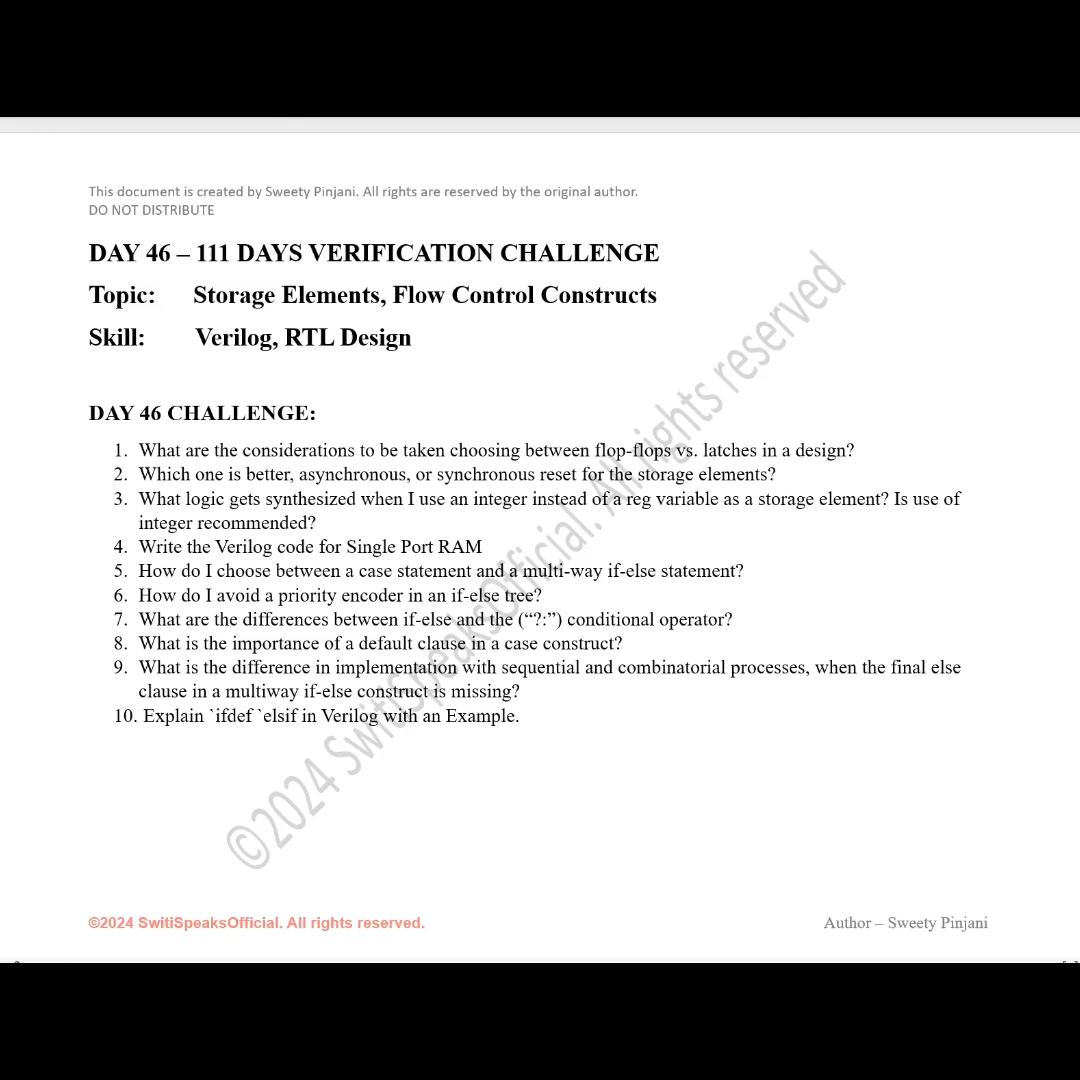 This document is created by Sweety Pinjani. All rights are reserved by the original author.
DO NOT DISTRIBUTE
DAY 46 – 111 DAYS VERIFICATION CHALLENGE
Topic: Storage Elements, Flow Control Constructs
Skill: Verilog, RTL Design
DAY 46 CHALLENGE:
1. What are the considerations to be taken choosing between flop-flops vs. latches in a design?
2. Which one is better, asynchronous, or synchronous reset for the storage elements?
3. What logic gets synthesized when I use an integer instead of a reg variable as a storage element? Is use of
integer recommended?
4. Write the Verilog code for Single Port RAM
5. How do I choose between a case statement and a multi-way if-else statement?
6. How do I avoid a priority encoder in an if-else tree?
7. What are the differences between if-else and the (“?:”) conditional operator?
8. What is the importance of a default clause in a case construct?
9. What is the difference in implementation with sequential and combinatorial processes, when the final else
clause in a multiway if-else construct is missing?
10. Explain `ifdef `elsif in Verilog with an Example.
©2024 SwitiSpeaksOfficial. All rights reserved
©2024 SwitiSpeaksOfficial. All rights reserved.
Author – Sweety Pinjani